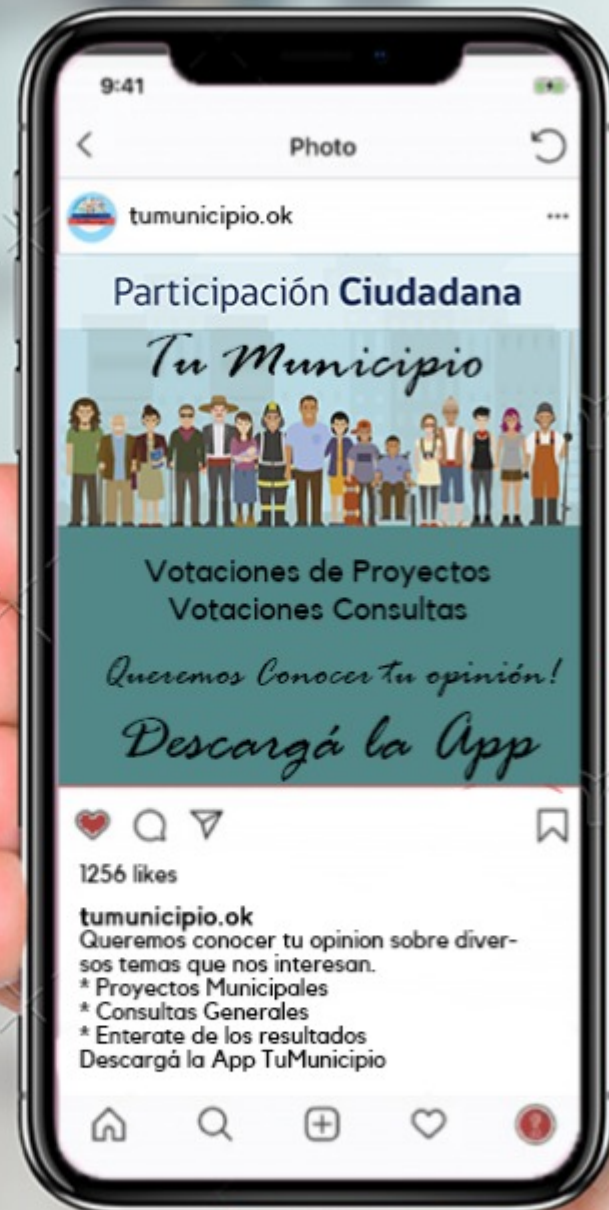 9:41
Photo
tumunicipio.ok
Participación Ciudadana
Tu Municipio
Votaciones de Proyectos
Votaciones Consultas
Queremos Conocer tu opinión!
Descargá la App
1256 likes
tumunicipio.ok
Queremos conocer tu opinion sobre diver-
sos temas que nos interesan.
* Proyectos Municipales
* Consultas Generales
* Enterate de los resultados
Descargá la App TuMunicipio